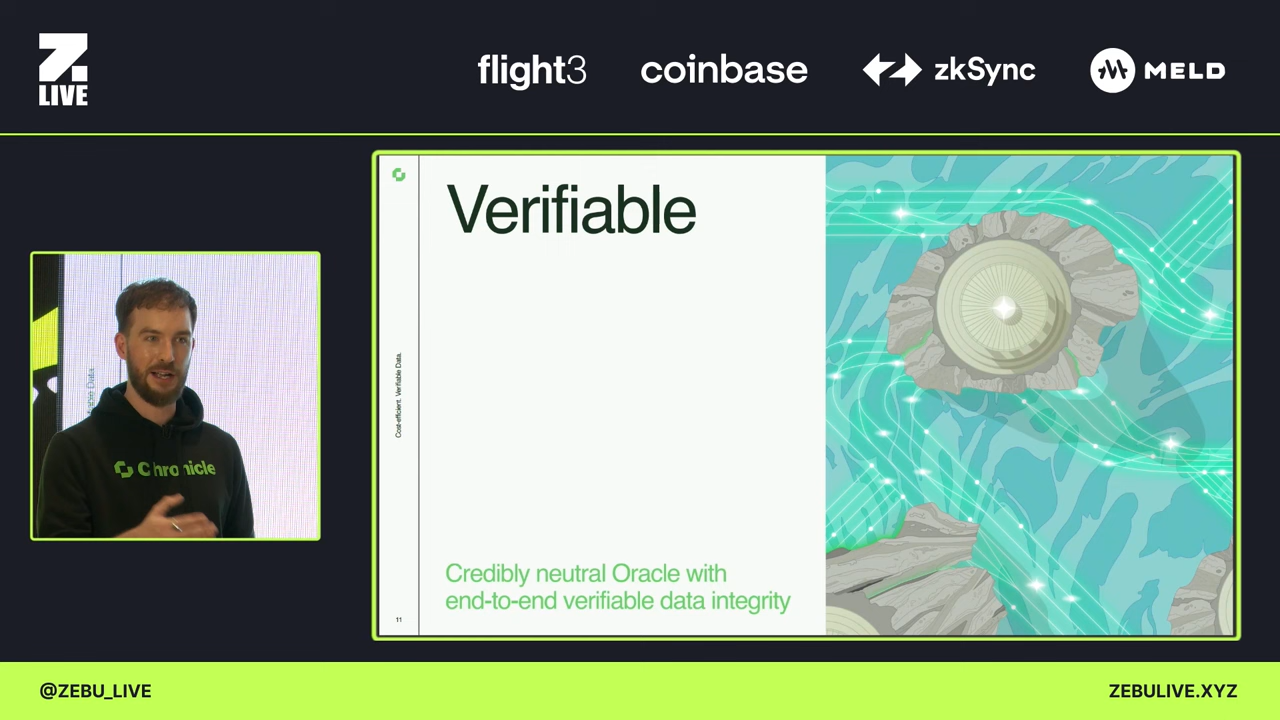 Z.
LIVE
flight3
coinbase
zkSync
MELD
Verifiable
Cost-efficient. Verifiable Data.
Credibly neutral Oracle with
end-to-end verifiable data integrity
11
Data.
Chronicle
@ZEBU_LIVE
ZEBULIVE.XYZ